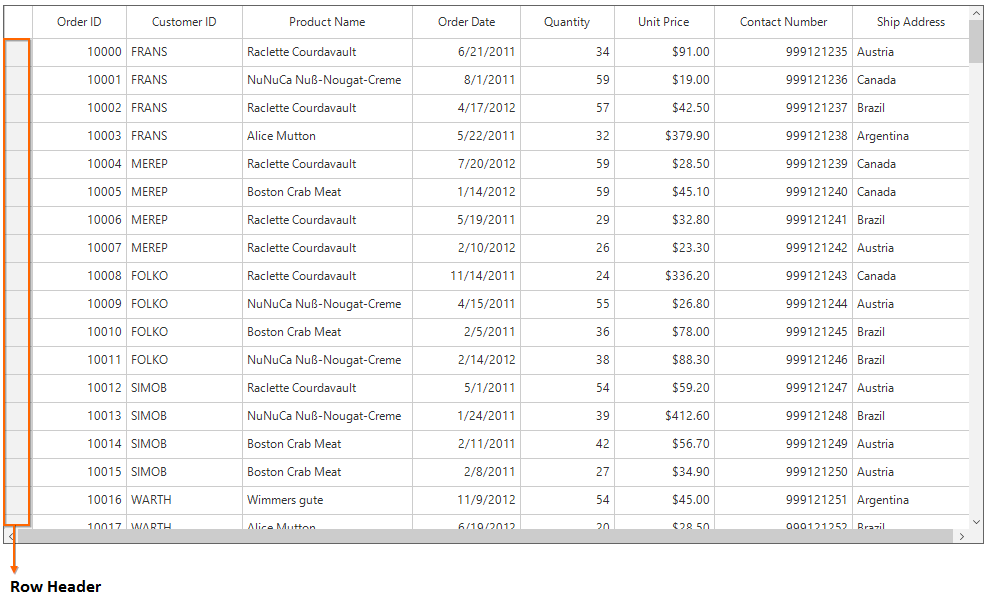 Order ID Customer ID Product Name Order Date Quantity Unit Price Contact Number Ship Address
10000 FRANS Raclette Courdavault 6/21/2011 34 $91.00 999121235 Austria
10001 FRANS NuNuCa Nuß-Nougat-Creme 8/1/2011 59 $19.00 999121236 Canada
10002 FRANS Raclette Courdavault 4/17/2012 57 $42.50 999121237 Brazil
10003 FRANS Alice Mutton 5/22/2011 32 $379.90 999121238 Argentina
10004 MEREP Raclette Courdavault 7/20/2012 59 $28.50 999121239 Canada
10005 MEREP Boston Crab Meat 1/14/2012 59 $45.10 999121240 Canada
10006 MEREP Raclette Courdavault 5/19/2011 29 $32.80 999121241 Brazil
10007 MEREP Raclette Courdavault 2/10/2012 26 $23.30 999121242 Austria
10008 FOLKO Raclette Courdavault 11/14/2011 24 $336.20 999121243 Canada
10009 FOLKO NuNuCa Nuß-Nougat-Creme 4/15/2011 55 $26.80 999121244 Austria
10010 FOLKO Boston Crab Meat 2/5/2011 36 $78.00 999121245 Brazil
10011 FOLKO NuNuCa Nuß-Nougat-Creme 2/14/2012 38 $88.30 999121246 Brazil
10012 SIMOB Raclette Courdavault 5/1/2011 54 $59.20 999121247 Austria
10013 SIMOB NuNuCa Nuß-Nougat-Creme 1/24/2011 39 $412.60 999121248 Brazil
10014 SIMOB Boston Crab Meat 2/11/2011 42 $56.70 999121249 Austria
10015 SIMOB Boston Crab Meat 2/8/2011 27 $34.90 999121250 Austria
10016 WARTH Wimmers gute 11/9/2012 54 $45.00 999121251 Argentina
10017 WARTH Alice Mutton 6/19/2012 20 $28.50 999121252 Brazil
Row Header